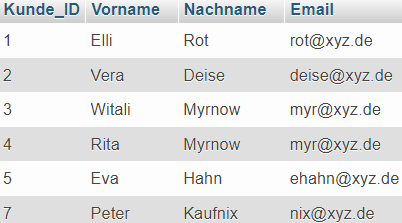 Kunde_ID Vorname Nachname Email
1 Elli Rot rot@xyz.de
2 Vera Deise deise@xyz.de
3 Witali Myrnow myr@xyz.de
4 Rita Myrnow myr@xyz.de
5 Eva Hahn ehahn@xyz.de
7 Peter Kaufnix nix@xyz.de